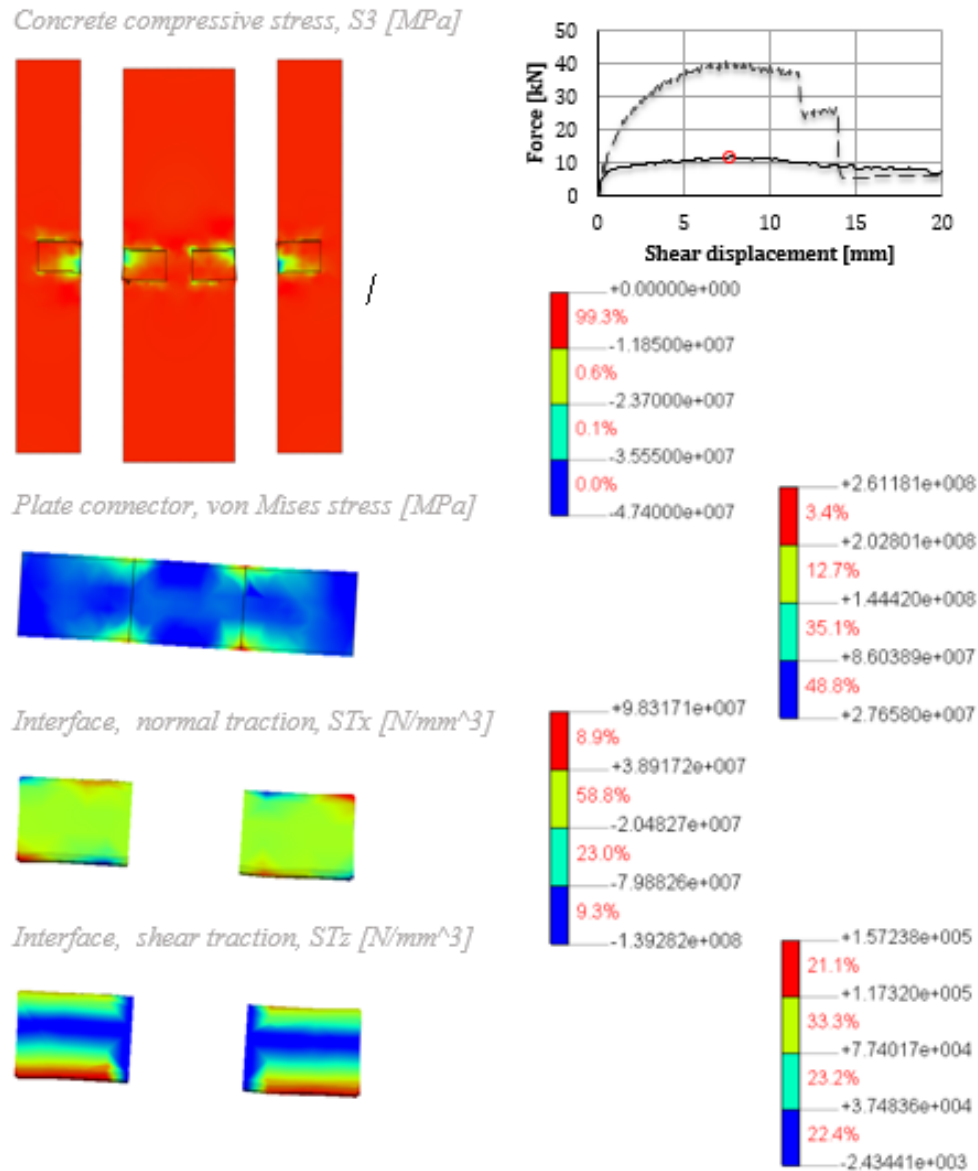 Concrete compressive stress, S3 [MPa]
50
40
30
20
10
0
Force [kN]
0 5 10 15 20
Shear displacement [mm]
+0.00000e+000
99.3%
-1.18500e+007
0.6%
-2.37000e+007
0.1%
-3.55500e+007
0.0%
-4.74000e+007
Plate connector, von Mises stress [MPa]
+2.61181e+008
3.4%
+2.02801e+008
12.7%
+1.44420e+008
35.1%
+8.60389e+007
48.8%
+2.76580e+007
Interface, normal traction, STx [N/mm^3]
+9.83171e+007
8.9%
+3.89172e+007
58.8%
-2.04827e+007
23.0%
-7.98826e+007
9.3%
-1.39282e+008
Interface, shear traction, STz [N/mm^3]
+1.57238e+005
21.1%
+1.17320e+005
33.3%
+7.74017e+004
23.2%
+3.74836e+004
22.4%
-2.43441e+003